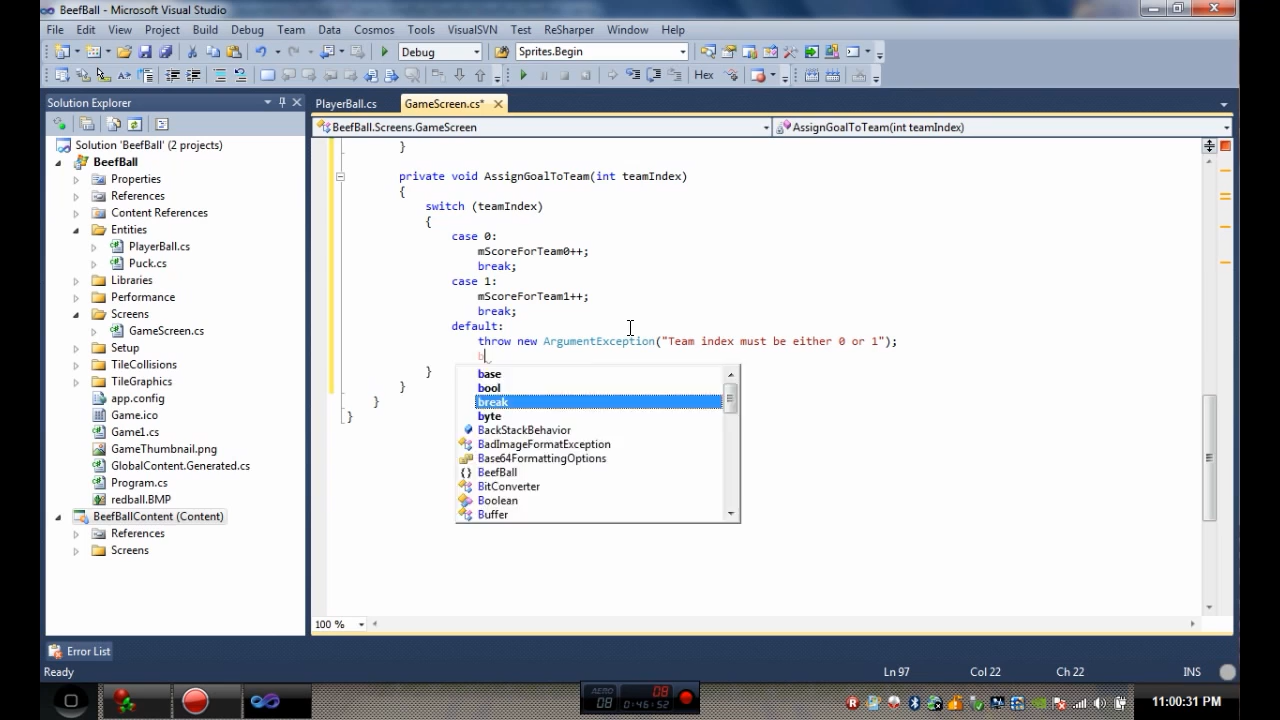 BeefBall - Microsoft Visual Studio
File Edit View Project Build Debug Team Data Cosmos Tools VisualSVN Test ReSharper Window Help
Debug Sprites.Begin
Hex
Solution Explorer
PlayerBall.cs GameScreen.cs*
BeefBall.Screens.GameScreen AssignGoalToTeam(int teamIndex)
Solution 'BeefBall' (2 projects)
BeefBall
Properties
References
Content References
Entities
PlayerBall.cs
Puck.cs
Libraries
Performance
Screens
GameScreen.cs
Setup
TileCollisions
TileGraphics
app.config
Game.ico
Game1.cs
GameThumbnail.png
GlobalContent.Generated.cs
Program.cs
redball.BMP
BeefBallContent (Content)
References
Screens
}
private void AssignGoalToTeam(int teamIndex)
{
switch (teamIndex)
{
case 0:
mScoreForTeam0++;
break;
case 1:
mScoreForTeam1++;
break;
default:
throw new ArgumentException("Team index must be either 0 or 1");
b
}
}
}
}
base
bool
break
byte
BackStackBehavior
BadImageFormatException
Base64FormattingOptions
BeefBall
BitConverter
Boolean
Buffer
100 %
Error List
Ready Ln 97 Col 22 Ch 22 INS
AERO 08
08 0:46:52
11:00:31 PM